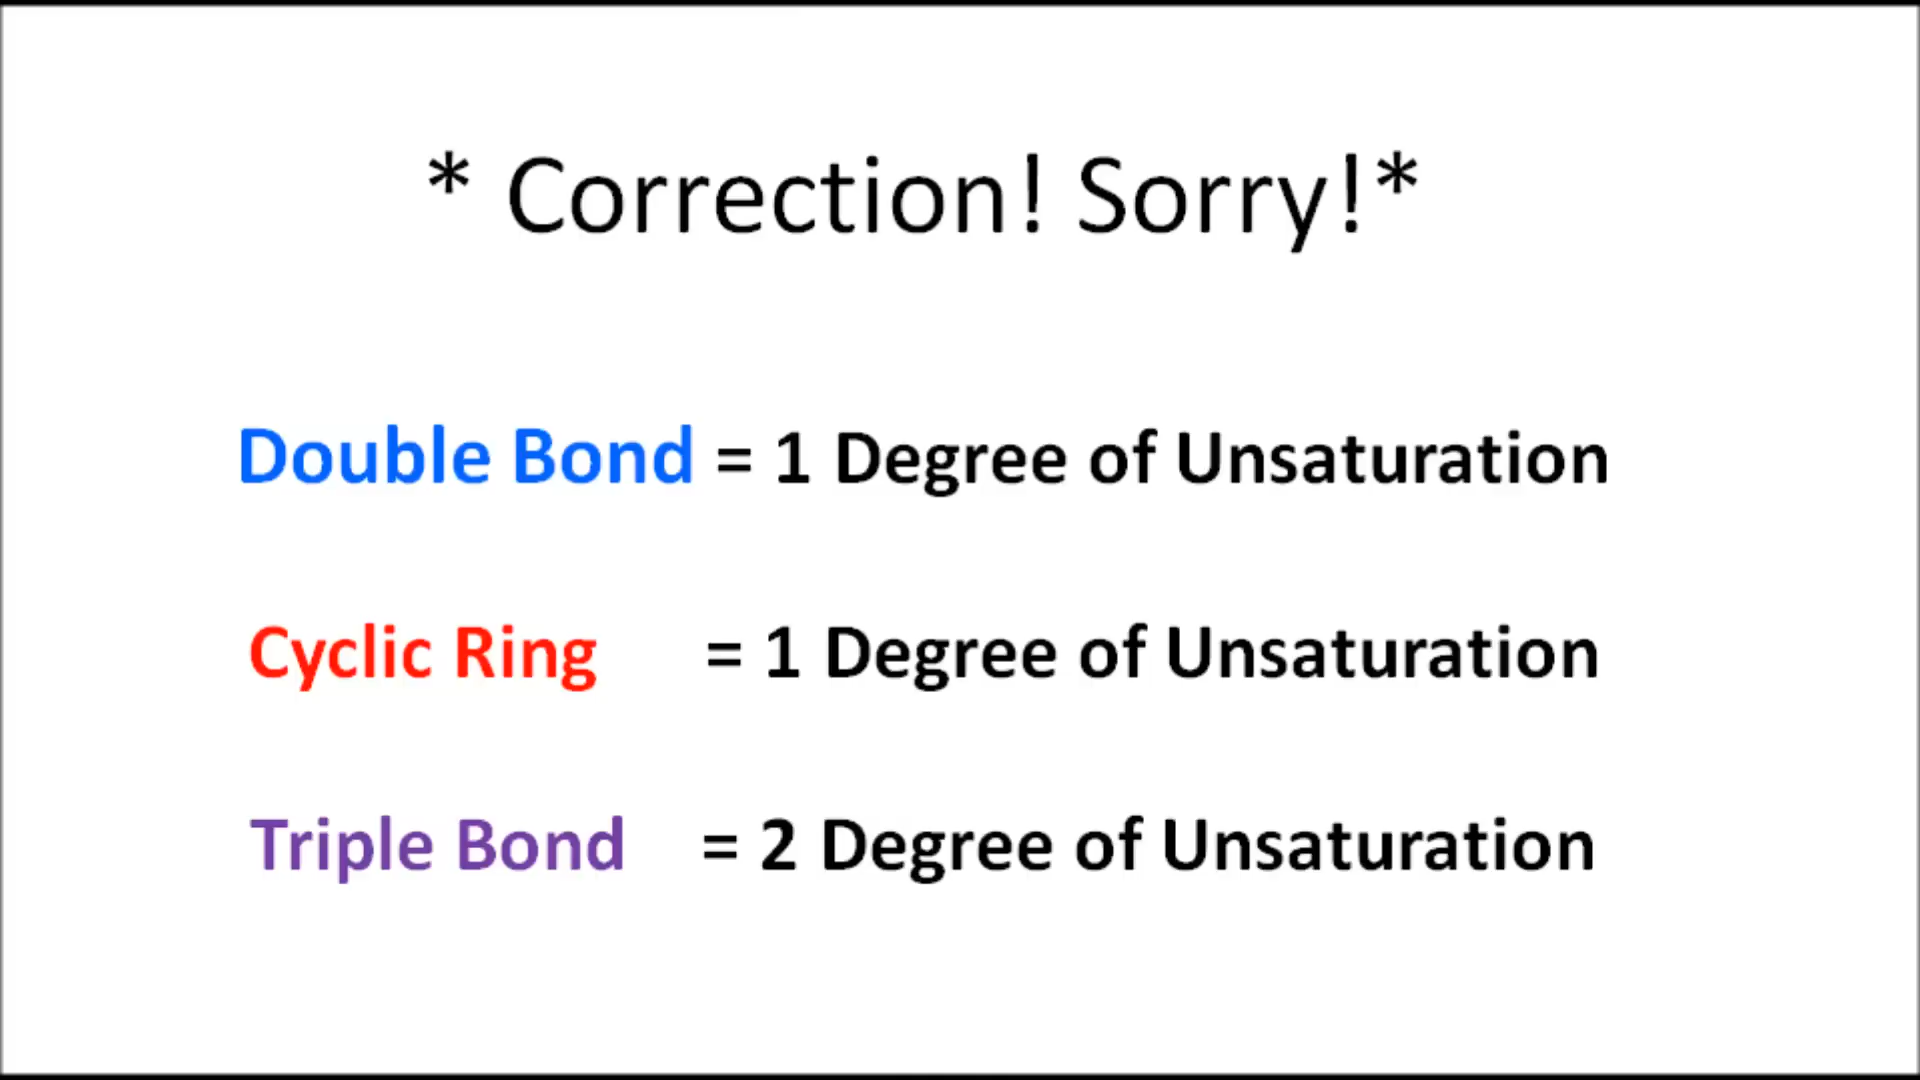 * Correction! Sorry!*
Double Bond = 1 Degree of Unsaturation
Cyclic Ring = 1 Degree of Unsaturation
Triple Bond = 2 Degree of Unsaturation